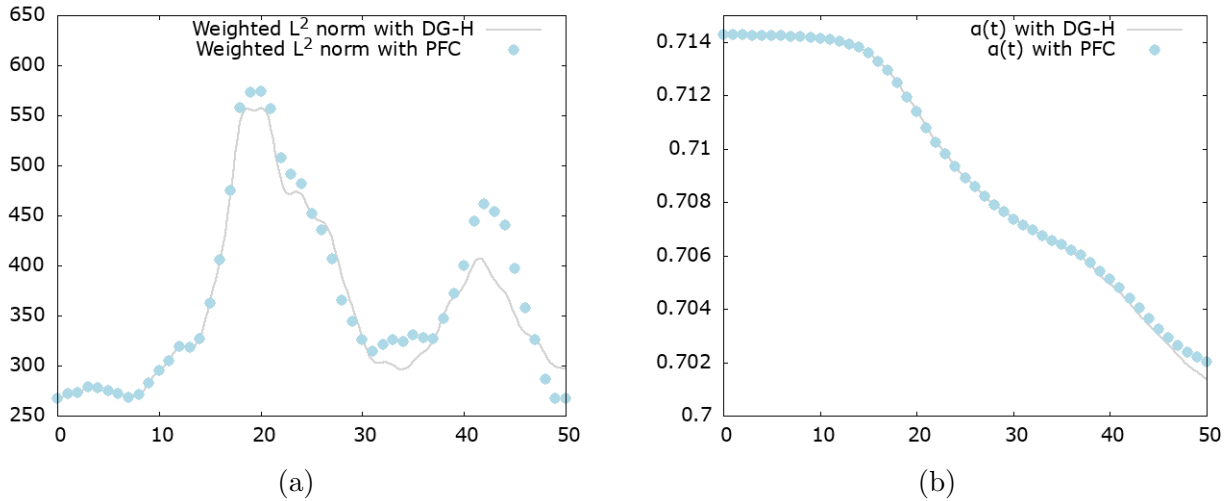 650
600
550
500
450
400
350
300
250
0 10 20 30 40 50
Weighted L² norm with DG-H
Weighted L² norm with PFC
(a)
0.714
0.712
0.71
0.708
0.706
0.704
0.702
0.7
0 10 20 30 40 50
a(t) with DG-H
a(t) with PFC
(b)